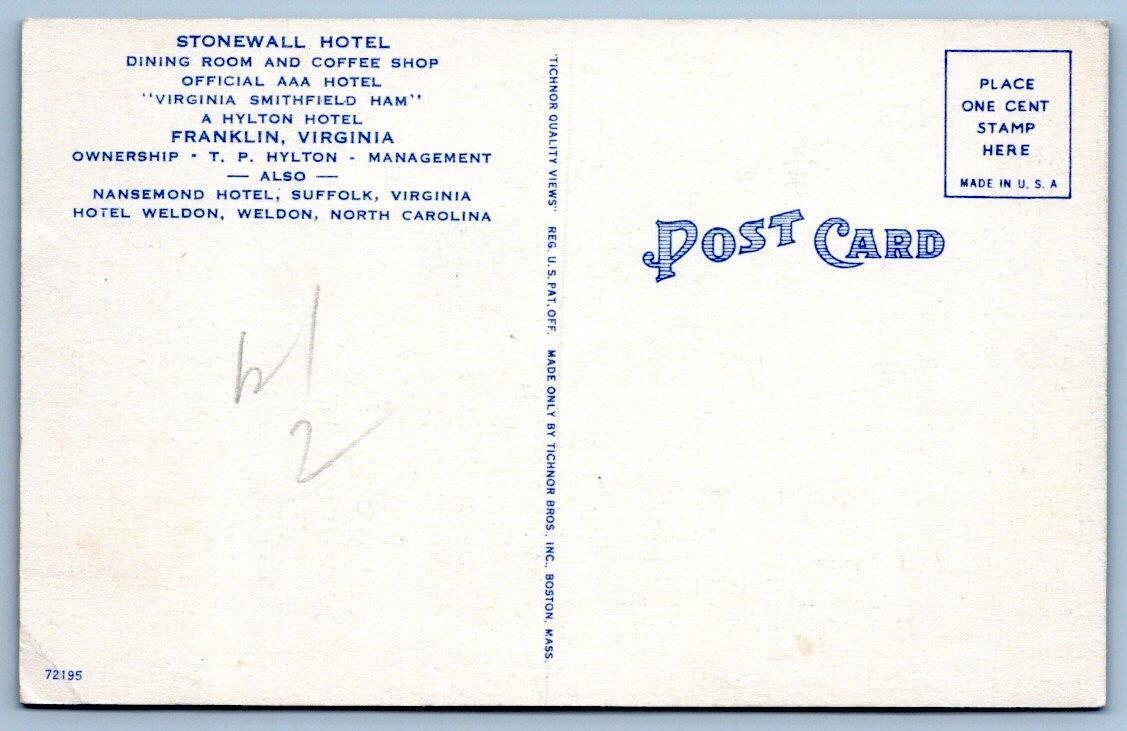 STONEWALL HOTEL
DINING ROOM AND COFFEE SHOP
OFFICIAL AAA HOTEL
"VIRGINIA SMITHFIELD HAM"
A HYLTON HOTEL
FRANKLIN, VIRGINIA
OWNERSHIP - T. P. HYLTON - MANAGEMENT
— ALSO —
NANSEMOND HOTEL, SUFFOLK, VIRGINIA
HOTEL WELDON, WELDON, NORTH CAROLINA
72195
"TICHNOR QUALITY VIEWS" REG. U. S. PAT. OFF. MADE ONLY BY TICHNOR BROS., INC., BOSTON, MASS.
PLACE
ONE CENT
STAMP
HERE
MADE IN U. S. A
POST CARD
2